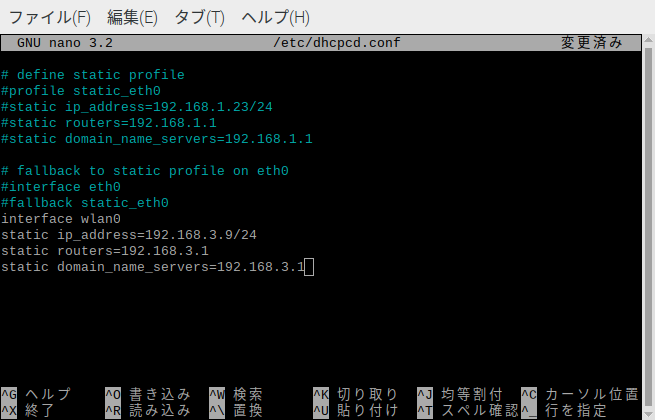 ファイル(F) 編集(E) タブ(T) ヘルプ(H)
GNU nano 3.2 /etc/dhcpcd.conf 変更済み
# define static profile
#profile static_eth0
#static ip_address=192.168.1.23/24
#static routers=192.168.1.1
#static domain_name_servers=192.168.1.1
# fallback to static profile on eth0
#interface eth0
#fallback static_eth0
interface wlan0
static ip_address=192.168.3.9/24
static routers=192.168.3.1
static domain_name_servers=192.168.3.1
^G ヘルプ ^O 書き込み ^W 検索 ^K 切り取り ^J 均等割付 ^C カーソル位置
^X 終了 ^R 読み込み ^\ 置換 ^U 貼り付け ^T スペル確認 ^_ 行を指定